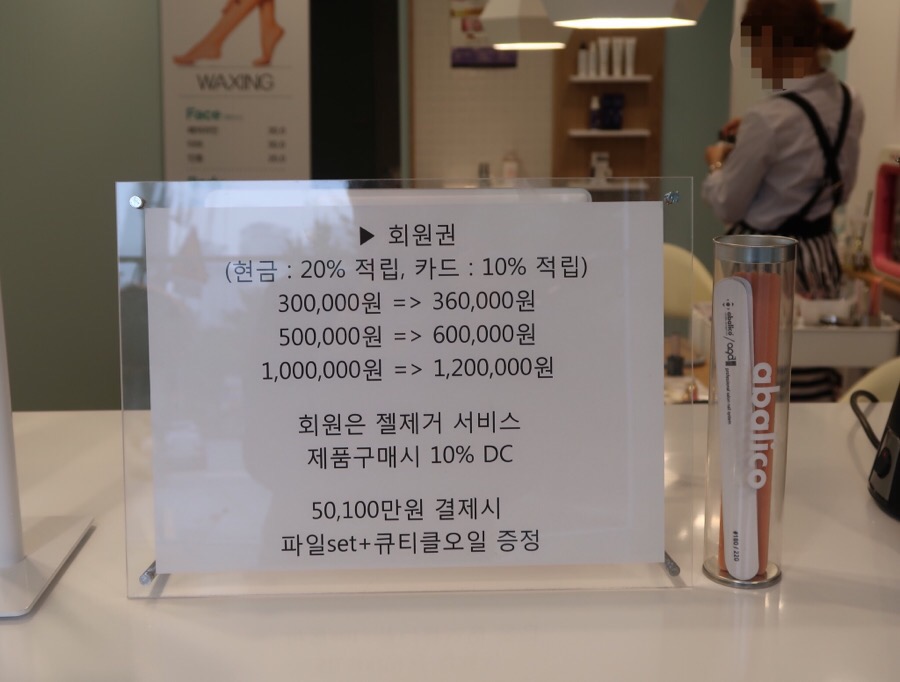 WAXING
Face
▶ 회원권
(현금 : 20% 적립, 카드 : 10% 적립)
300,000원 => 360,000원
500,000원 => 600,000원
1,000,000원 => 1,200,000원
회원은 젤제거 서비스
제품구매시 10% DC
50,100만원 결제시
파일set+큐티클오일 증정
abalico
abalico
#180 / 220